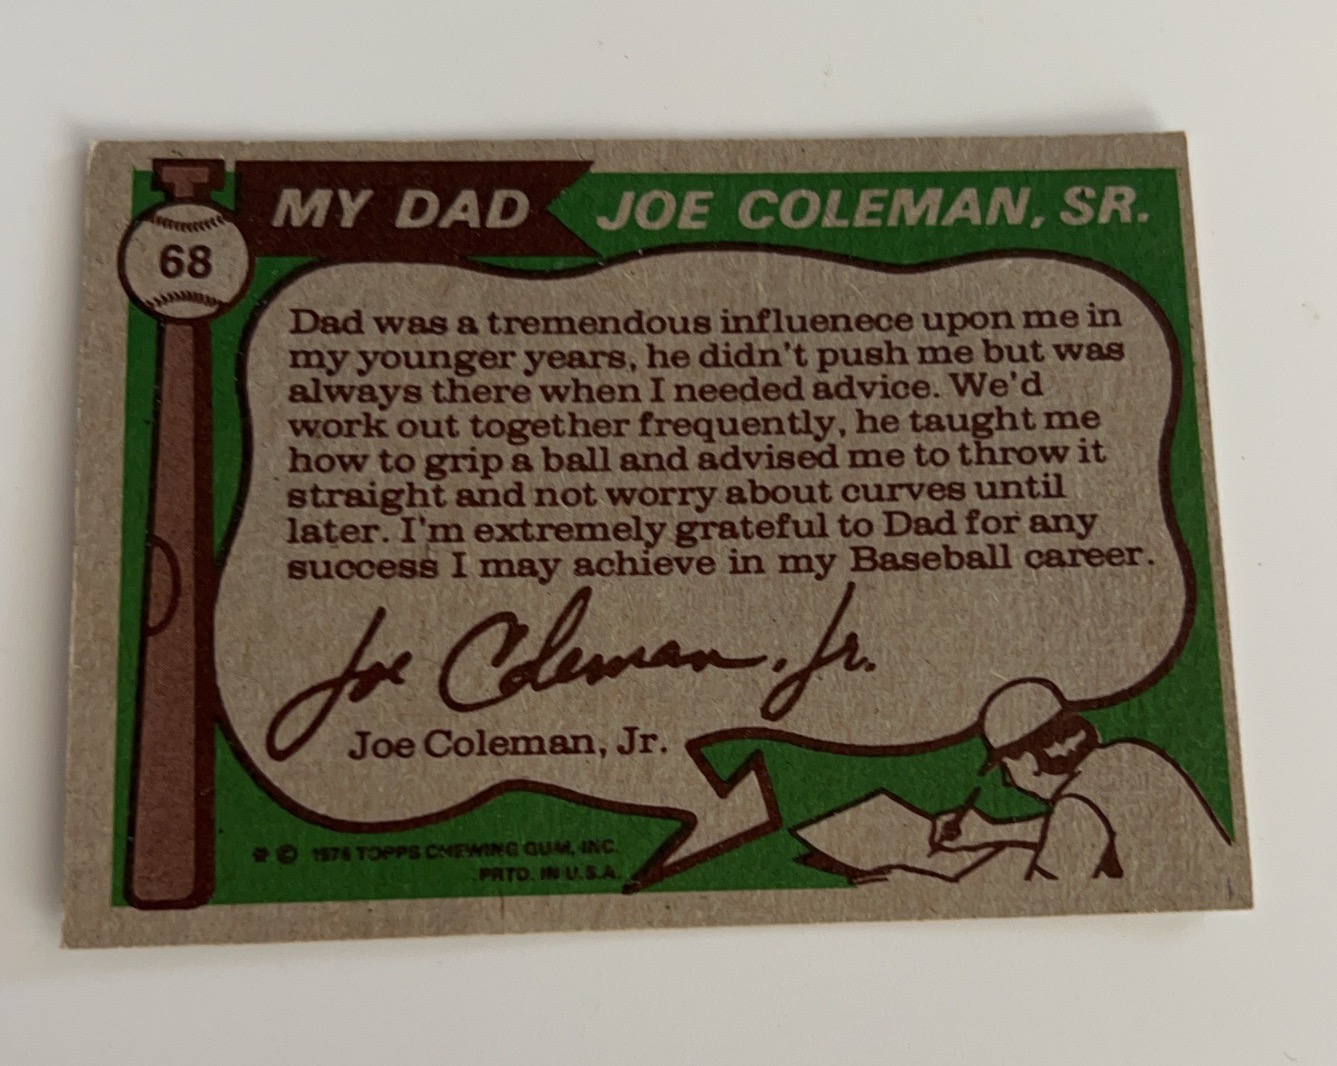 MY DAD JOE COLEMAN, SR.
68
Dad was a tremendous influenece upon me in
my younger years, he didn't push me but was
always there when I needed advice. We'd
work out together frequently, he taught me
how to grip a ball and advised me to throw it
straight and not worry about curves until
later. I'm extremely grateful to Dad for any
success I may achieve in my Baseball career.
Joe Coleman, Jr.
Joe Coleman, Jr.
© 1976 TOPPS CHEWING GUM, INC.
PRTD. IN U.S.A.